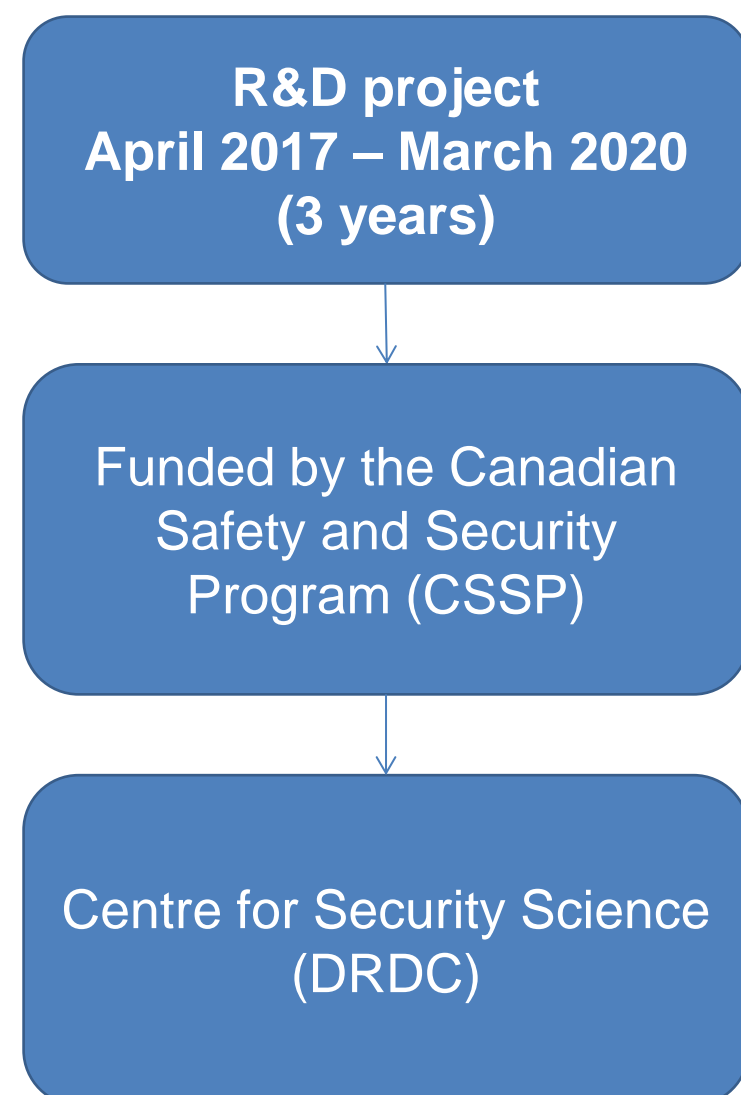 R&D project
April 2017 – March 2020
(3 years)
Funded by the Canadian
Safety and Security
Program (CSSP)
Centre for Security Science
(DRDC)